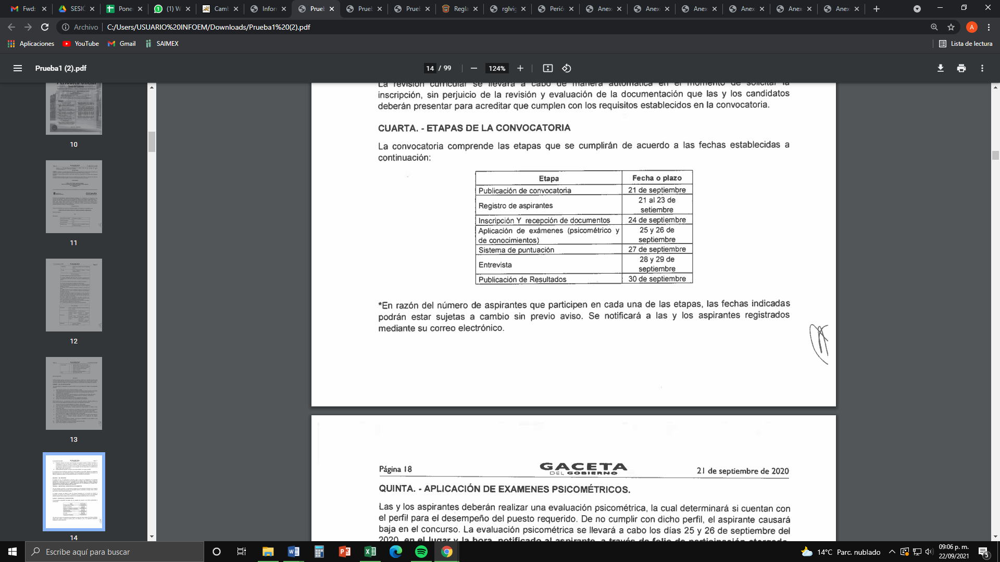 Fwd:
SESIÓ
Pone
(1) W
Camb
Inform
Prueb
Prueb
Prueb
Regla
rglvig
Perió
Anex
Anex
Anex
Anex
Anex
Anex
Archivo C:/Users/USUARIO%20INFOEM/Downloads/Prueba1%20(2).pdf
A
Aplicaciones YouTube Gmail SAIMEX Lista de lectura
Prueba1 (2).pdf 14 / 99 124%
10
11
12
13
14
La revisión curricular se llevará a cabo de manera automática en el momento de solicitar la
inscripción, sin perjuicio de la revisión y evaluación de la documentación que las y los candidatos
deberán presentar para acreditar que cumplen con los requisitos establecidos en la convocatoria.
CUARTA. - ETAPAS DE LA CONVOCATORIA
La convocatoria comprende las etapas que se cumplirán de acuerdo a las fechas establecidas a
continuación:
Etapa Fecha o plazo
Publicación de convocatoria 21 de septiembre
Registro de aspirantes 21 al 23 de
setiembre
Inscripción Y recepción de documentos 24 de septiembre
Aplicación de exámenes (psicométrico y 25 y 26 de
de conocimientos) septiembre
Sistema de puntuación 27 de septiembre
Entrevista 28 y 29 de
septiembre
Publicación de Resultados 30 de septiembre
*En razón del número de aspirantes que participen en cada una de las etapas, las fechas indicadas
podrán estar sujetas a cambio sin previo aviso. Se notificará a las y los aspirantes registrados
mediante su correo electrónico.
Página 18 GACETA 21 de septiembre de 2020
DEL GOBIERNO
QUINTA. - APLICACIÓN DE EXAMENES PSICOMÉTRICOS.
Las y los aspirantes deberán realizar una evaluación psicométrica, la cual determinará si cuentan con
el perfil para el desempeño del puesto requerido. De no cumplir con dicho perfil, el aspirante causará
baja en el concurso. La evaluación psicométrica se llevará a cabo los días 25 y 26 de septiembre del
2020, en el lugar y la hora, notificado al aspirante, a través de folio de participación otorgado.
Escribe aquí para buscar
14°C Parc. nublado
09:06 p. m.
22/09/2021
5